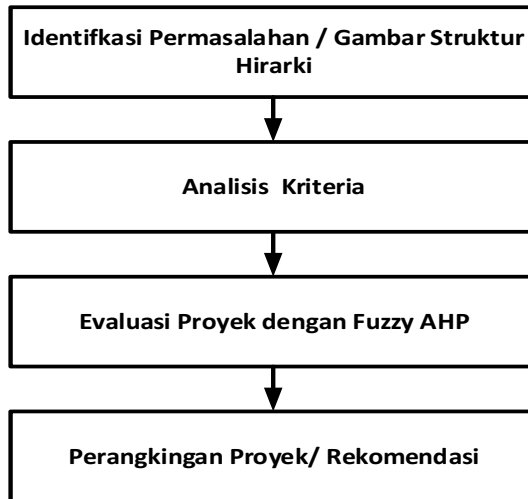 Identifkasi Permasalahan / Gambar Struktur
Hirarki
Analisis Kriteria
Evaluasi Proyek dengan Fuzzy AHP
Perangkingan Proyek/ Rekomendasi